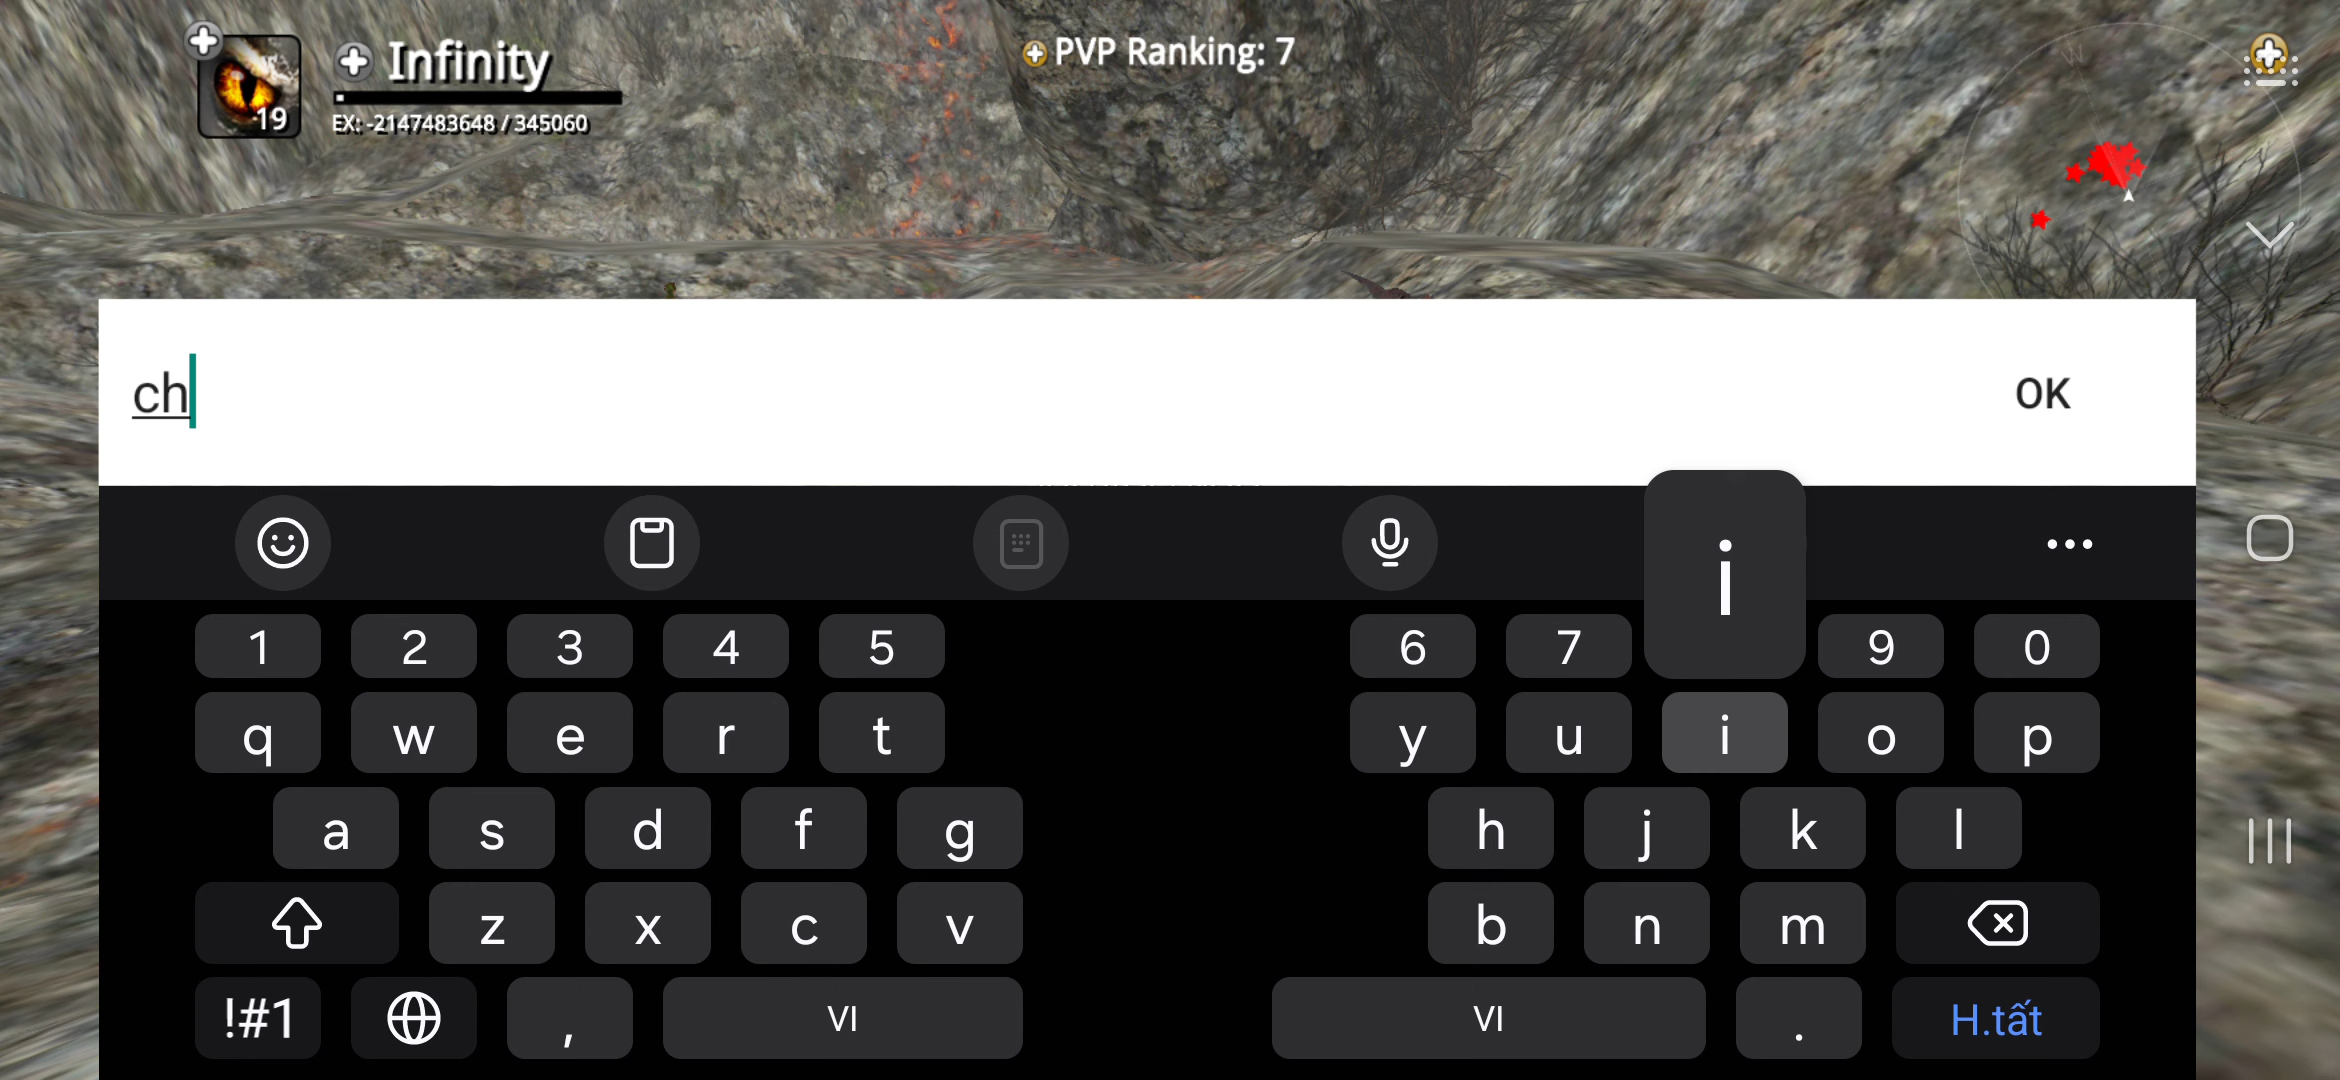 Infinity
PVP Ranking: 7
W
19
EX: -2147483648 / 345060
ch
OK
i
1 2 3 4 5 6 7 9 0
q w e r t y u i o p
a s d f g h j k l
z x c v b n m
!#1 , VI VI . H.tất